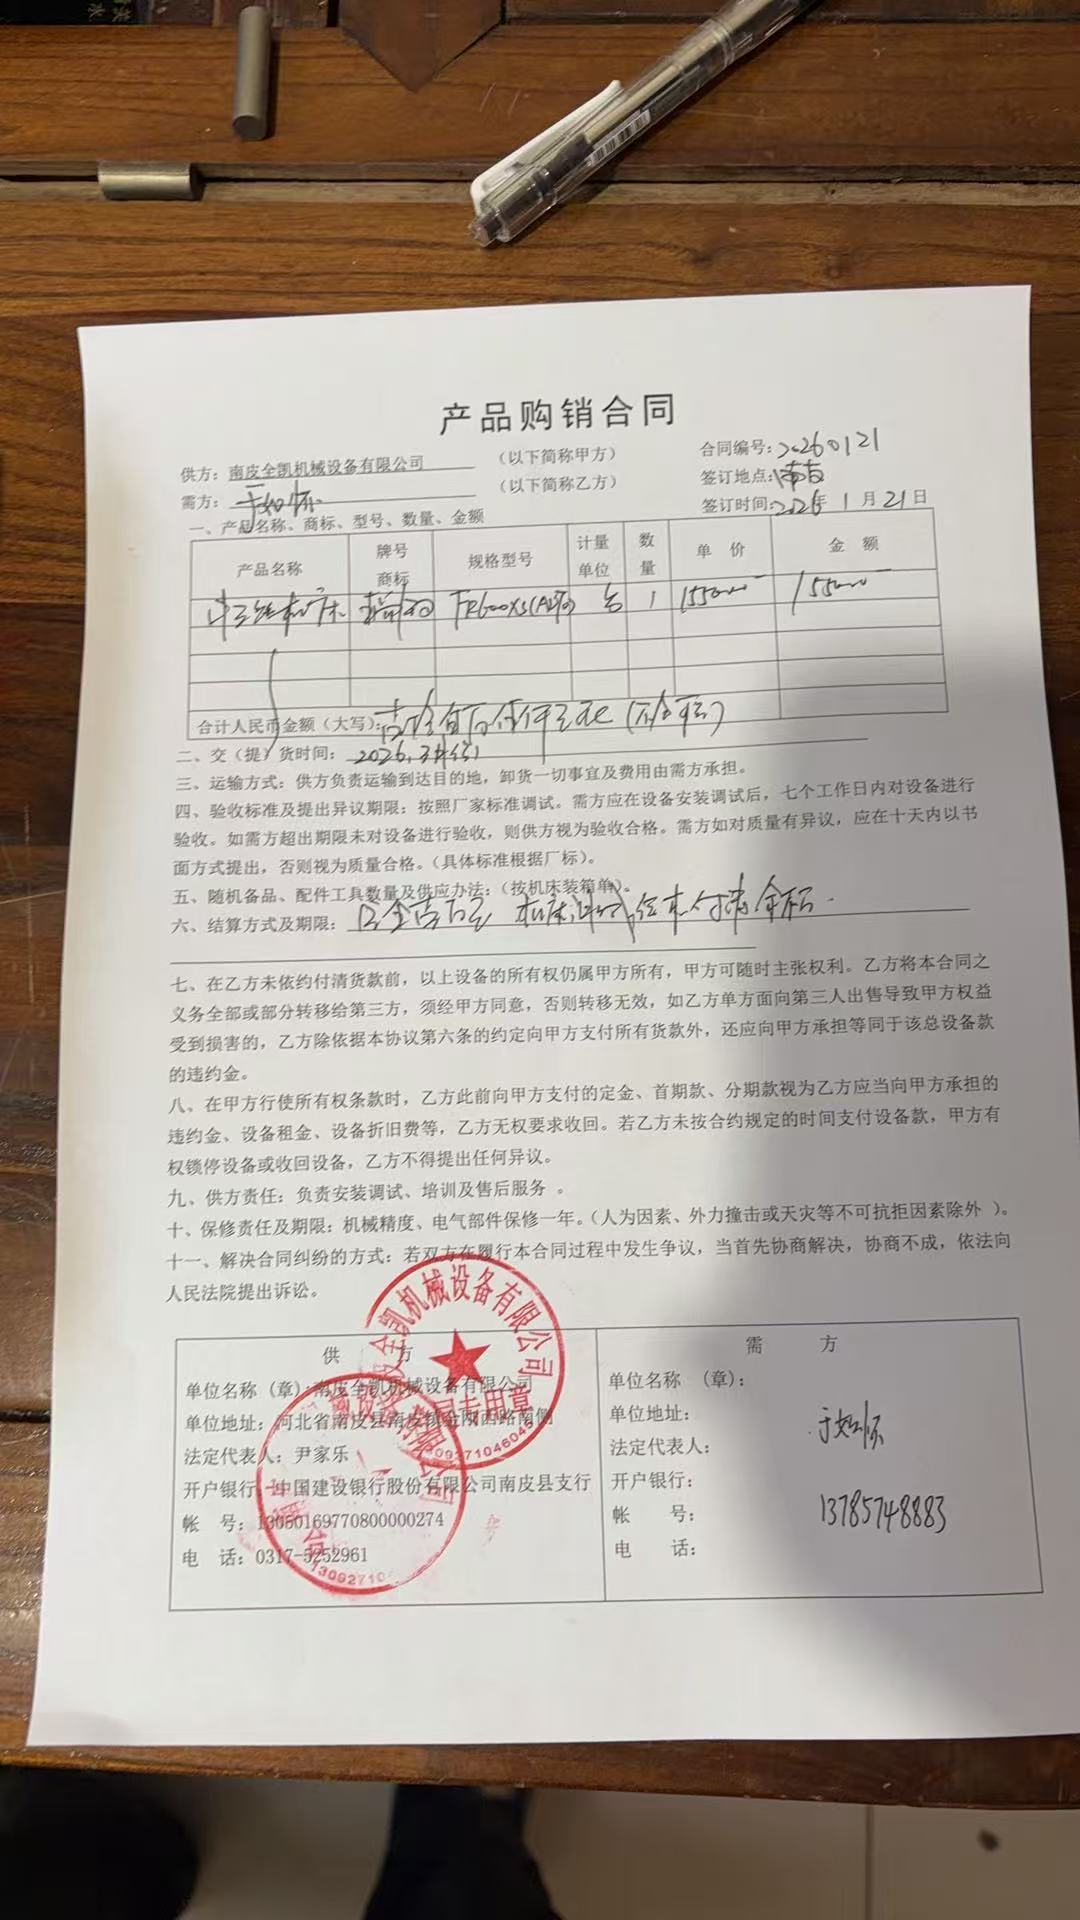 产品购销合同
供方：南皮全凯机械设备有限公司 （以下简称甲方） 合同编号：20260121
需方：于如怀 （以下简称乙方） 签订地点：南皮
签订时间：2026年 1 月 21 日
一、产品名称、商标、型号、数量、金额
产品名称 牌号商标 规格型号 计量单位 数量 单 价 金 额
台 1 155000 155000
合计人民币金额（大写）：
二、交（提）货时间：2026.3
三、运输方式：供方负责运输到达目的地，卸货一切事宜及费用由需方承担。
四、验收标准及提出异议期限：按照厂家标准调试。需方应在设备安装调试后，七个工作日内对设备进行
验收。如需方超出期限未对设备进行验收，则供方视为验收合格。需方如对质量有异议，应在十天内以书
面方式提出，否则视为质量合格。（具体标准根据厂标）。
五、随机备品、配件工具数量及供应办法：（按机床装箱单）。
六、结算方式及期限：
七、在乙方未依约付清货款前，以上设备的所有权仍属甲方所有，甲方可随时主张权利。乙方将本合同之
义务全部或部分转移给第三方，须经甲方同意，否则转移无效，如乙方单方面向第三人出售导致甲方权益
受到损害的，乙方除依据本协议第六条的约定向甲方支付所有货款外，还应向甲方承担等同于该总设备款
的违约金。
八、在甲方行使所有权条款时，乙方此前向甲方支付的定金、首期款、分期款视为乙方应当向甲方承担的
违约金、设备租金、设备折旧费等，乙方无权要求收回。若乙方未按合约规定的时间支付设备款，甲方有
权锁停设备或收回设备，乙方不得提出任何异议。
九、供方责任：负责安装调试、培训及售后服务 。
十、保修责任及期限：机械精度、电气部件保修一年。（人为因素、外力撞击或天灾等不可抗拒因素除外 ）。
十一、解决合同纠纷的方式：若双方在履行本合同过程中发生争议，当首先协商解决，协商不成，依法向
人民法院提出诉讼。
供 方
单位名称（章）：南皮全凯机械设备有限公司
单位地址：河北省南皮县南皮镇金刚西路南侧
法定代表人：尹家乐
开户银行：中国建设银行股份有限公司南皮县支行
帐 号：13050169770800000274
电 话：0317-5252961
需 方
单位名称 （章）：
单位地址：
法定代表人：
于如怀
开户银行：
帐 号：
13785748883
电 话：